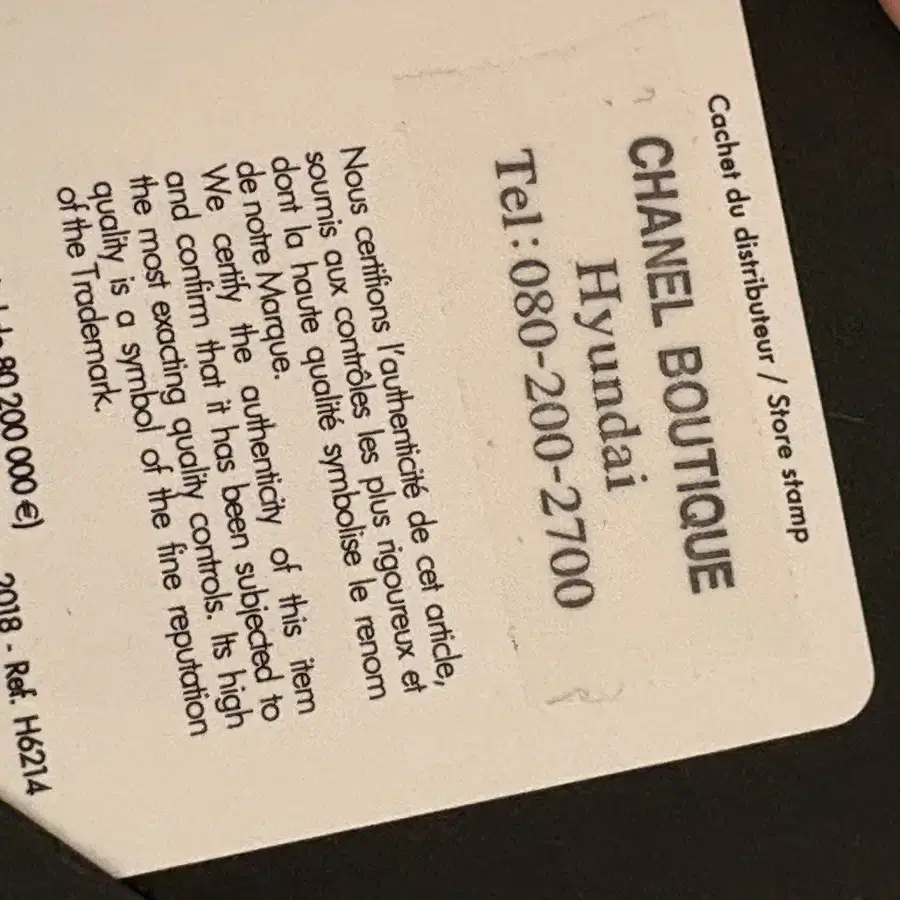 Cachet du distributeur / Store stamp
CHANEL BOUTIQUE
Hyundai
Tel:080-200-2700
Nous certifions l'authenticité de cet article,
soumis aux contrôles les plus rigoureux et
dont la haute qualité symbolise le renom
de notre Marque.
We certify the authenticity of this item
and confirm that it has been subjected to
the most exacting quality controls. Its high
quality is a symbol of the fine reputation
of the Trademark.
80 200 000 €) 2018 - Ref. H6214